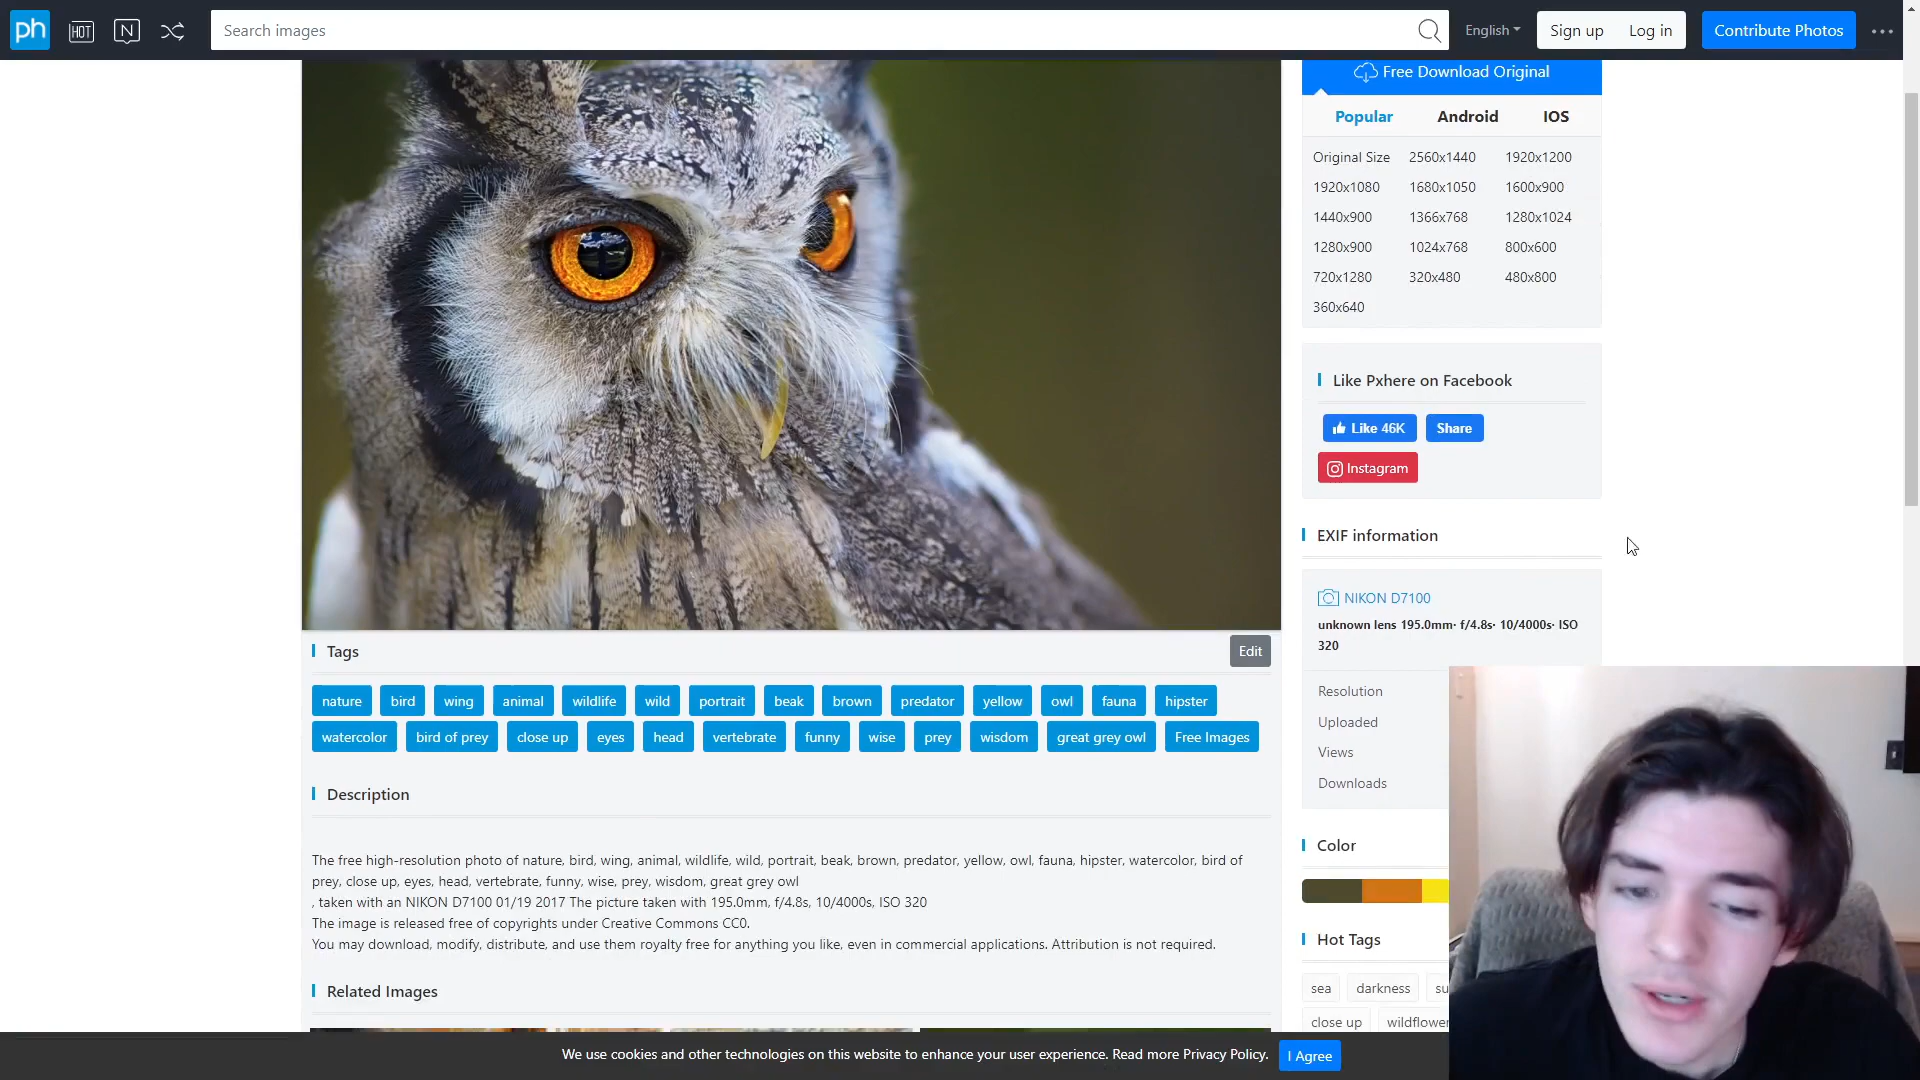 ph HOT N Search images English Sign up Log in Contribute Photos
Free Download Original
Popular Android IOS
Original Size 2560x1440 1920x1200
1920x1080 1680x1050 1600x900
1440x900 1366x768 1280x1024
1280x900 1024x768 800x600
720x1280 320x480 480x800
360x640
Like Pxhere on Facebook
Like 46K Share
Instagram
EXIF information
NIKON D7100
unknown lens 195.0mm· f/4.8s· 10/4000s· ISO
320
Resolution
Uploaded
Views
Downloads
Color
Hot Tags
sea darkness su
close up wildflower
Tags Edit
nature bird wing animal wildlife wild portrait beak brown predator yellow owl fauna hipster
watercolor bird of prey close up eyes head vertebrate funny wise prey wisdom great grey owl Free Images
Description
The free high-resolution photo of nature, bird, wing, animal, wildlife, wild, portrait, beak, brown, predator, yellow, owl, fauna, hipster, watercolor, bird of
prey, close up, eyes, head, vertebrate, funny, wise, prey, wisdom, great grey owl
, taken with an NIKON D7100 01/19 2017 The picture taken with 195.0mm, f/4.8s, 10/4000s, ISO 320
The image is released free of copyrights under Creative Commons CC0.
You may download, modify, distribute, and use them royalty free for anything you like, even in commercial applications. Attribution is not required.
Related Images
We use cookies and other technologies on this website to enhance your user experience. Read more Privacy Policy. I Agree